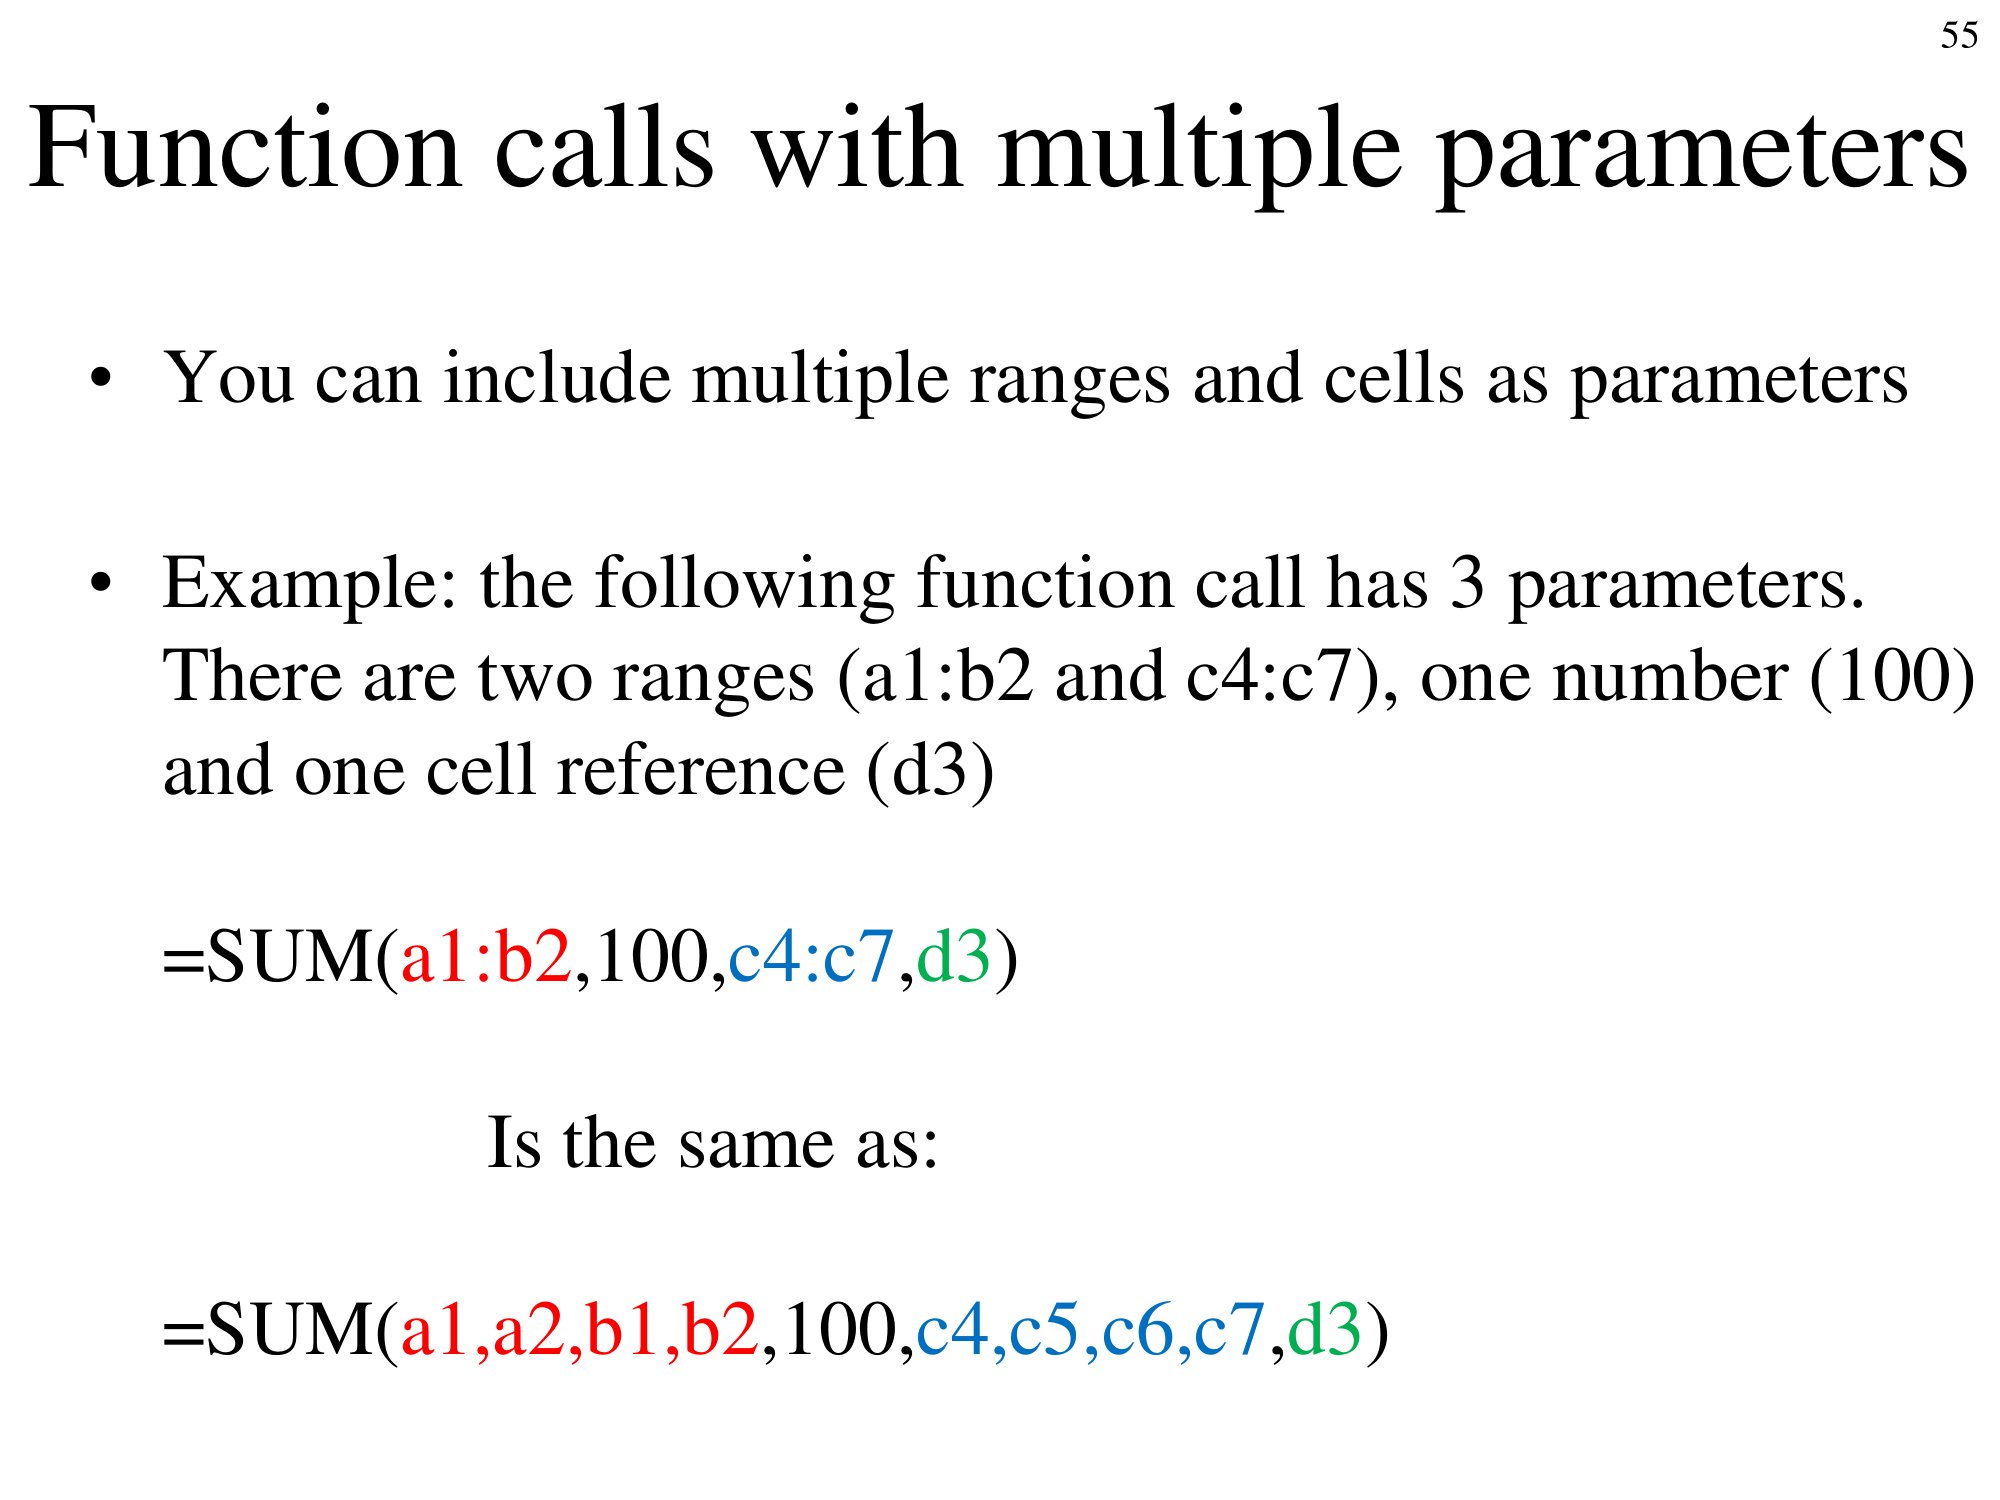 55
Function calls with multiple parameters
• You can include multiple ranges and cells as parameters
• Example: the following function call has 3 parameters.
There are two ranges (a1:b2 and c4:c7), one number (100)
and one cell reference (d3)
=SUM(a1:b2,100,c4:c7,d3)
Is the same as:
=SUM(a1,a2,b1,b2,100,c4,c5,c6,c7,d3)